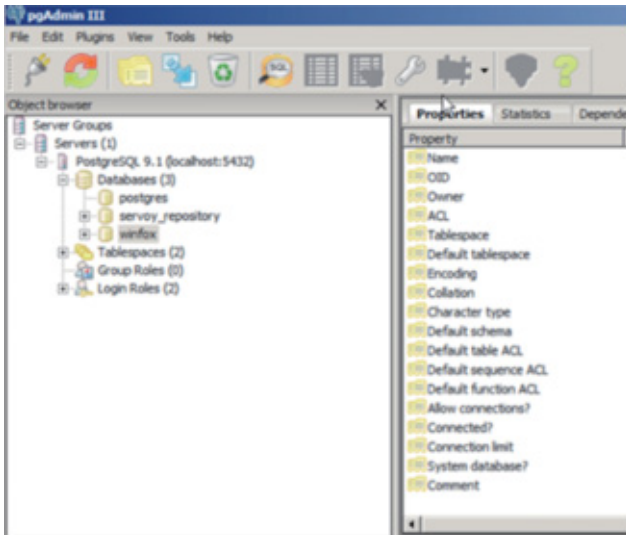 pgAdmin III
File Edit Plugins View Tools Help
SQL
Object browser
Server Groups
Servers (1)
PostgreSQL 9.1 (localhost:5432)
Databases (3)
postgres
servoy_repository
winfox
Tablespaces (2)
Group Roles (0)
Login Roles (2)
Properties Statistics Depende
Property
Name
OID
Owner
ACL
Tablespace
Default tablespace
Encoding
Collation
Character type
Default schema
Default table ACL
Default sequence ACL
Default function ACL
Allow connections?
Connected?
Connection limit
System database?
Comment